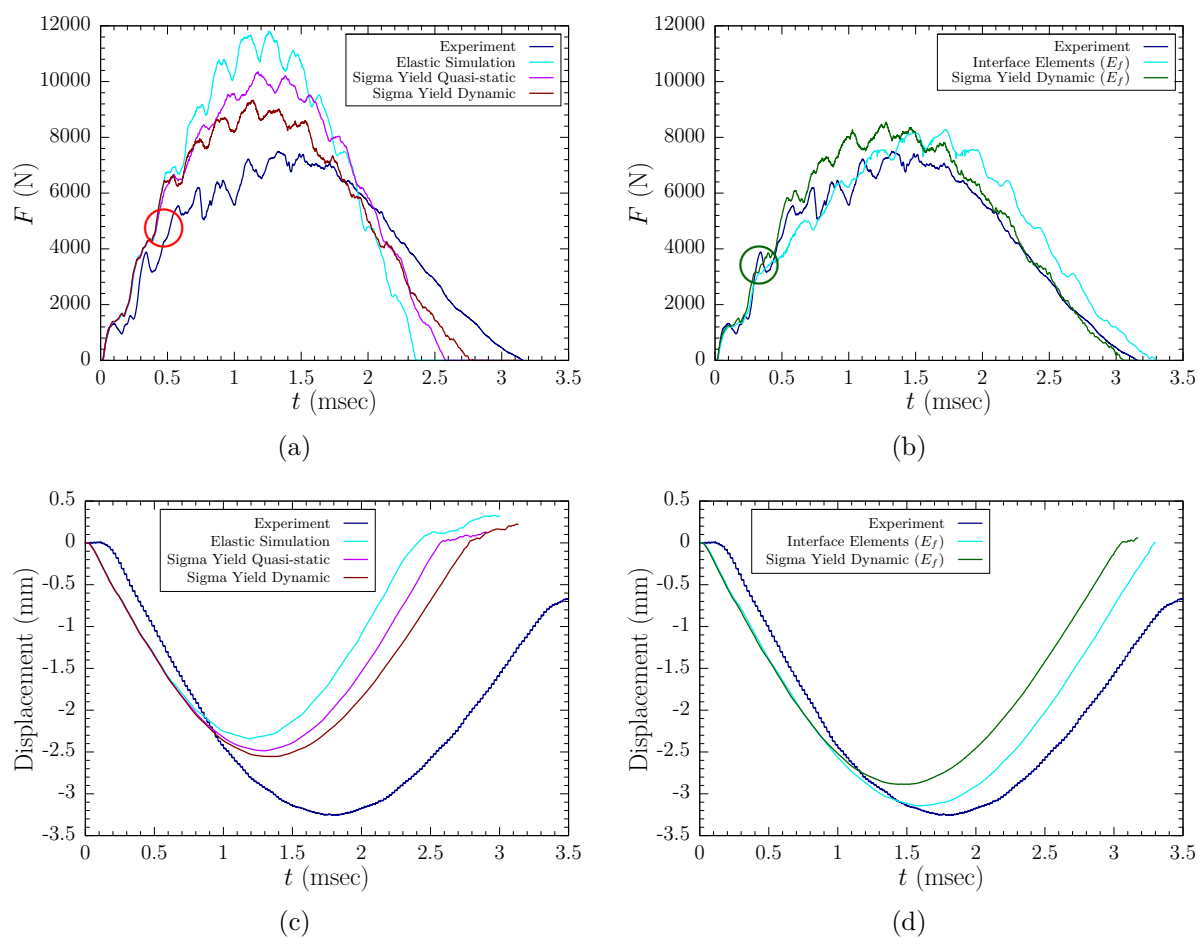 12000
10000
8000
6000
4000
2000
0
F (N)
Experiment
Elastic Simulation
Sigma Yield Quasi-static
Sigma Yield Dynamic
0 0.5 1 1.5 2 2.5 3 3.5
t (msec)
(a)
12000
10000
8000
6000
4000
2000
0
F (N)
Experiment
Interface Elements (E_f)
Sigma Yield Dynamic (E_f)
0 0.5 1 1.5 2 2.5 3 3.5
t (msec)
(b)
0.5
0
-0.5
-1
-1.5
-2
-2.5
-3
-3.5
Displacement (mm)
Experiment
Elastic Simulation
Sigma Yield Quasi-static
Sigma Yield Dynamic
0 0.5 1 1.5 2 2.5 3 3.5
t (msec)
(c)
0.5
0
-0.5
-1
-1.5
-2
-2.5
-3
-3.5
Displacement (mm)
Experiment
Interface Elements (E_f)
Sigma Yield Dynamic (E_f)
0 0.5 1 1.5 2 2.5 3 3.5
t (msec)
(d)